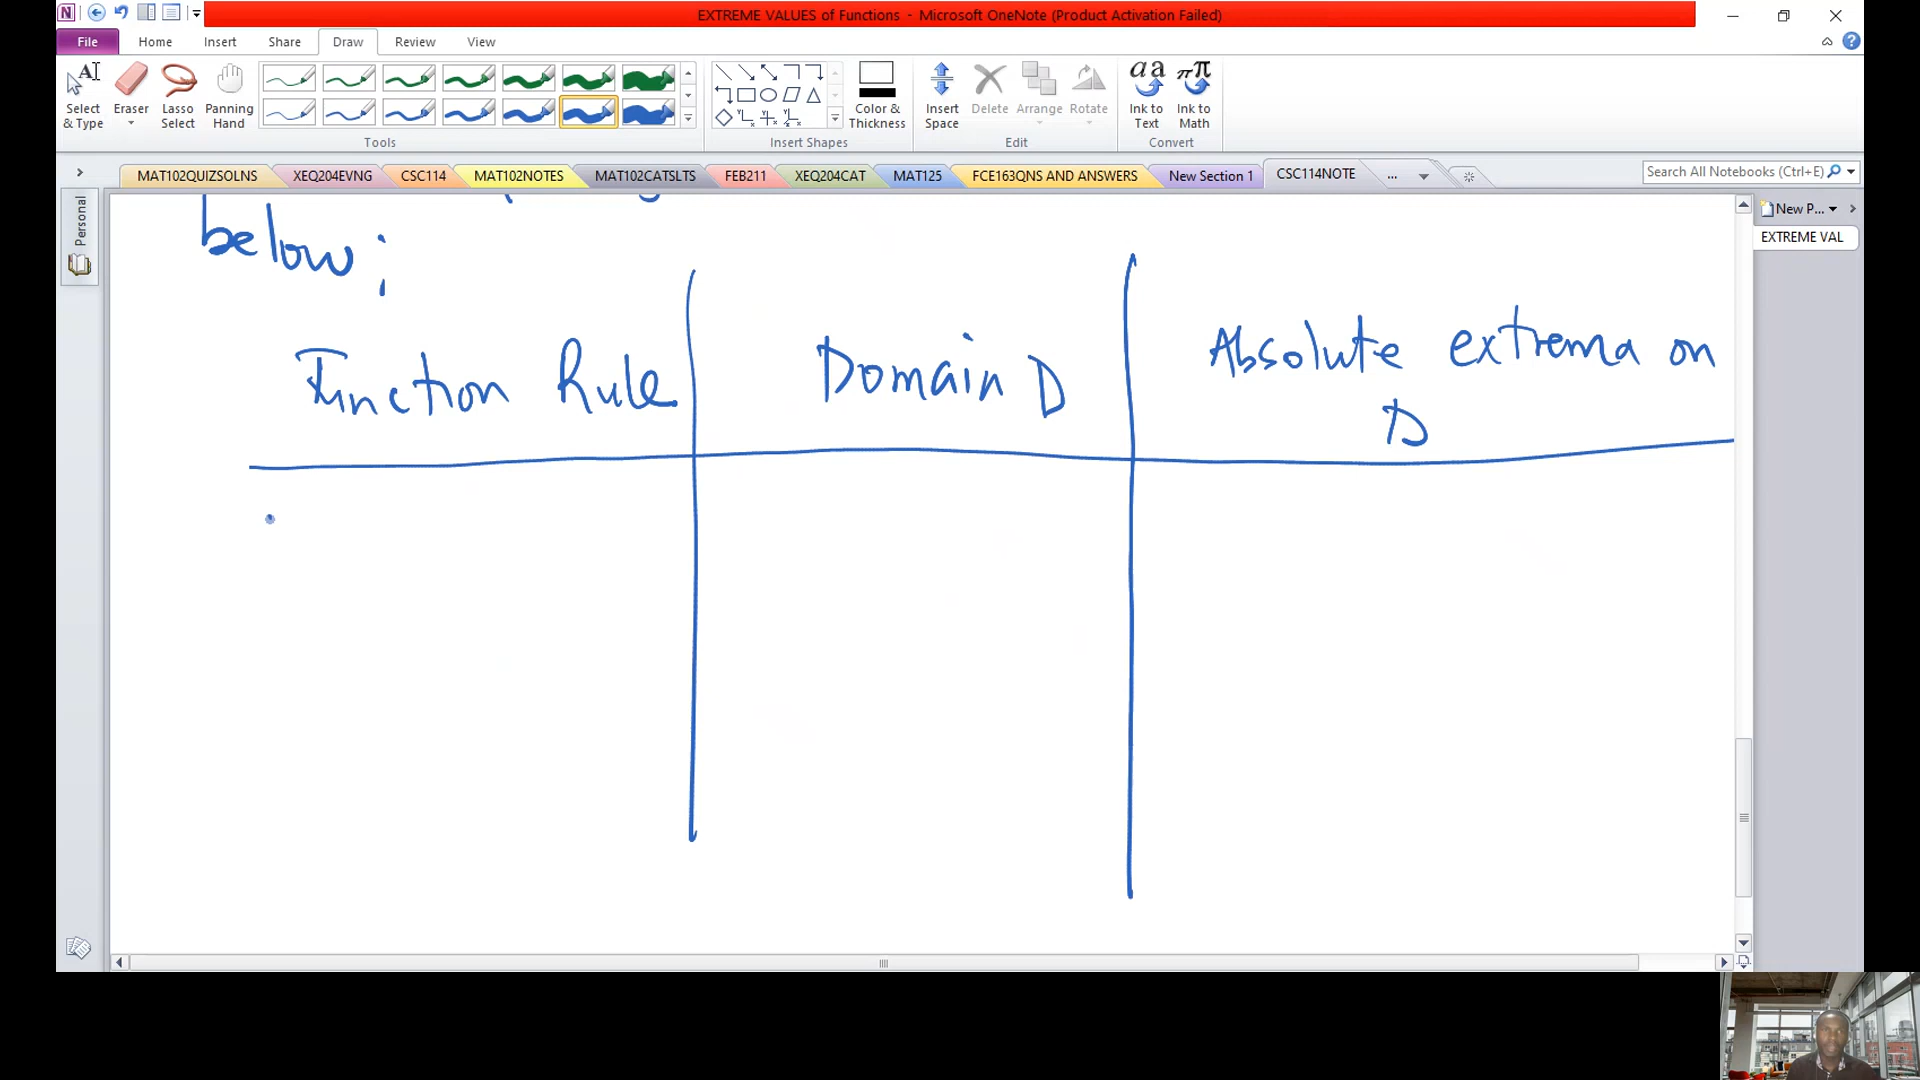 EXTREME VALUES of Functions - Microsoft OneNote (Product Activation Failed)
File Home Insert Share Draw Review View
Select & Type
Eraser
Lasso Select
Panning Hand
Color & Thickness
Insert Space
Delete
Arrange
Rotate
Ink to Text
Ink to Math
Tools
Insert Shapes
Edit
Convert
MAT102QUIZSOLNS XEQ204EVNG CSC114 MAT102NOTES MAT102CATSLTS FEB211 XEQ204CAT MAT125 FCE163QNS AND ANSWERS New Section 1 CSC114NOTE ...
Search All Notebooks (Ctrl+E)
Personal
New P...
EXTREME VAL
below;
Function Rule
Domain D
Absolute extrema on
D